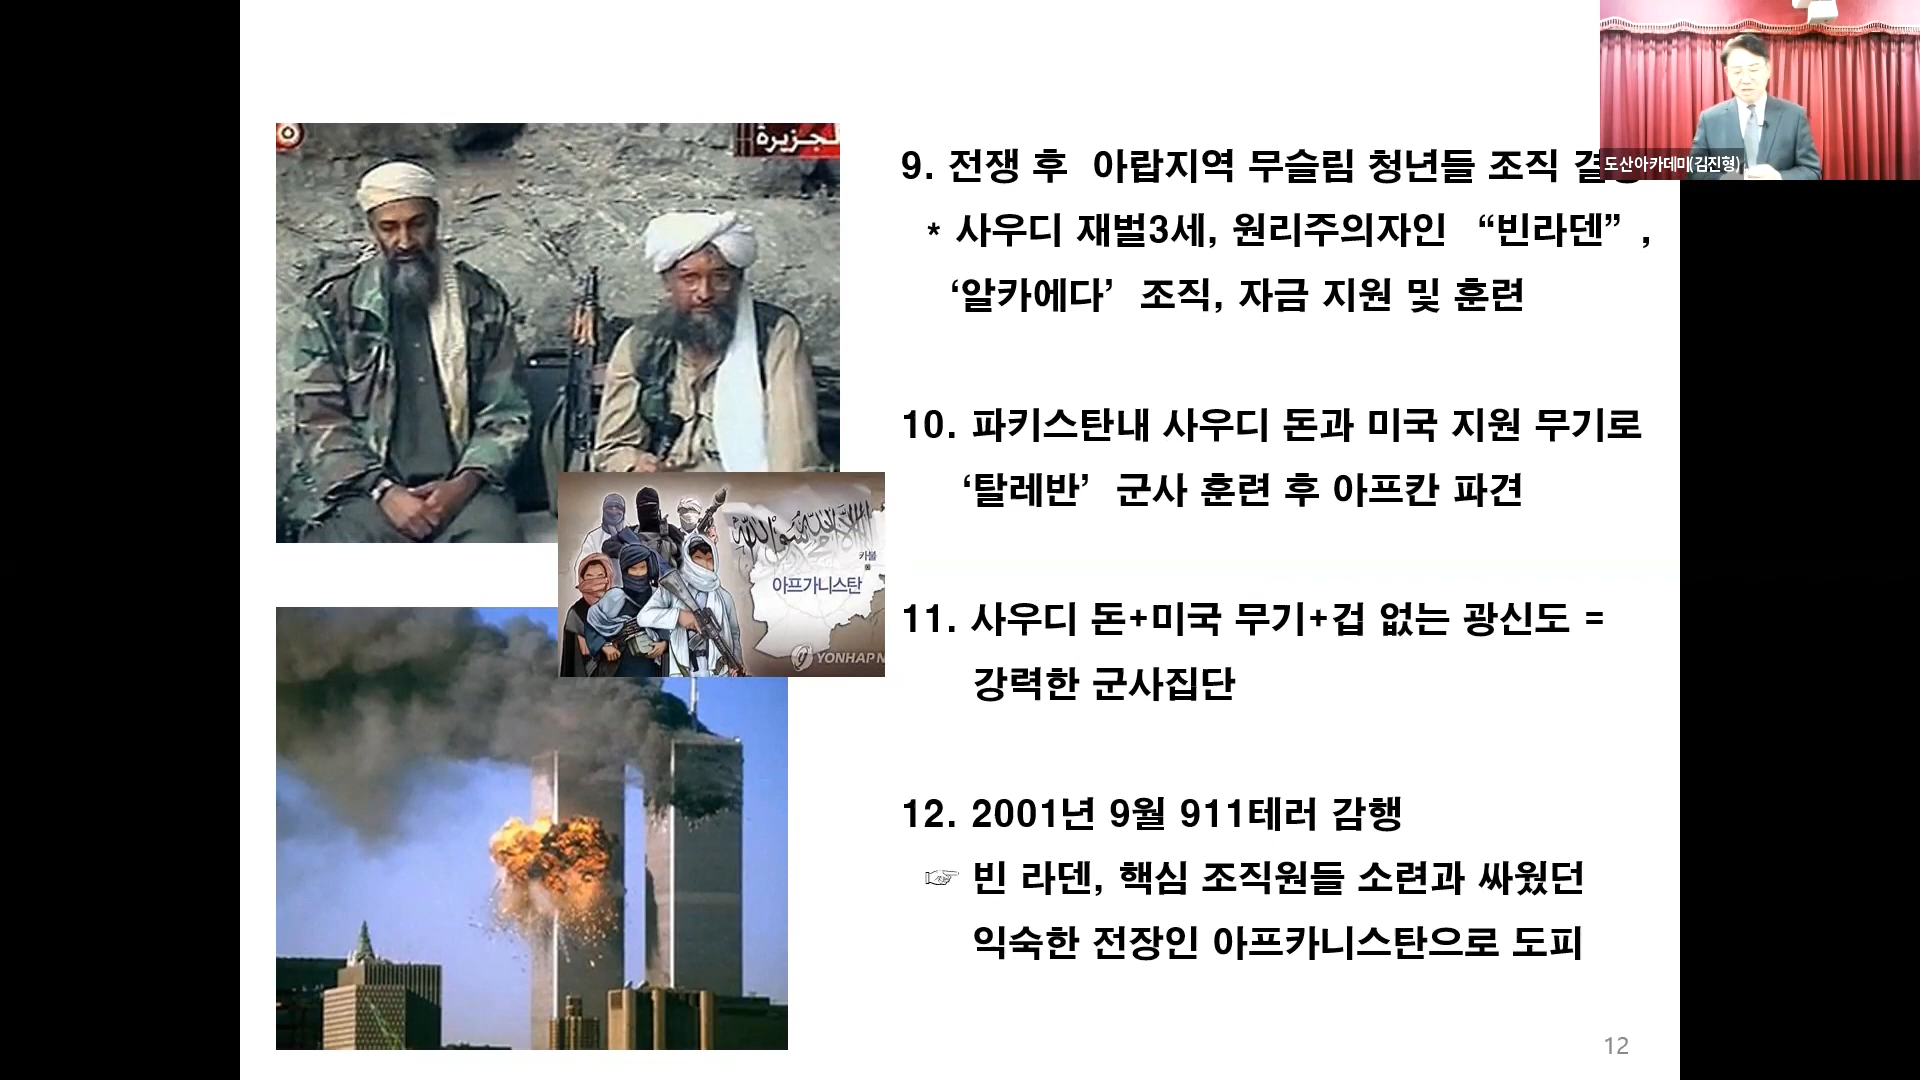 لجزيرة
9. 전쟁 후 아랍지역 무슬림 청년들 조직
* 사우디 재벌3세, 원리주의자인 “빈라덴” ,
‘알카에다’ 조직, 자금 지원 및 훈련
10. 파키스탄내 사우디 돈과 미국 지원 무기로
‘탈레반’ 군사 훈련 후 아프칸 파견
11. 사우디 돈+미국 무기+겁 없는 광신도 =
강력한 군사집단
12. 2001년 9월 911테러 감행
☞ 빈 라덴, 핵심 조직원들 소련과 싸웠던
익숙한 전장인 아프카니스탄으로 도피
카불
아프가니스탄
YONHAP N
도산아카데미(김진형)
12